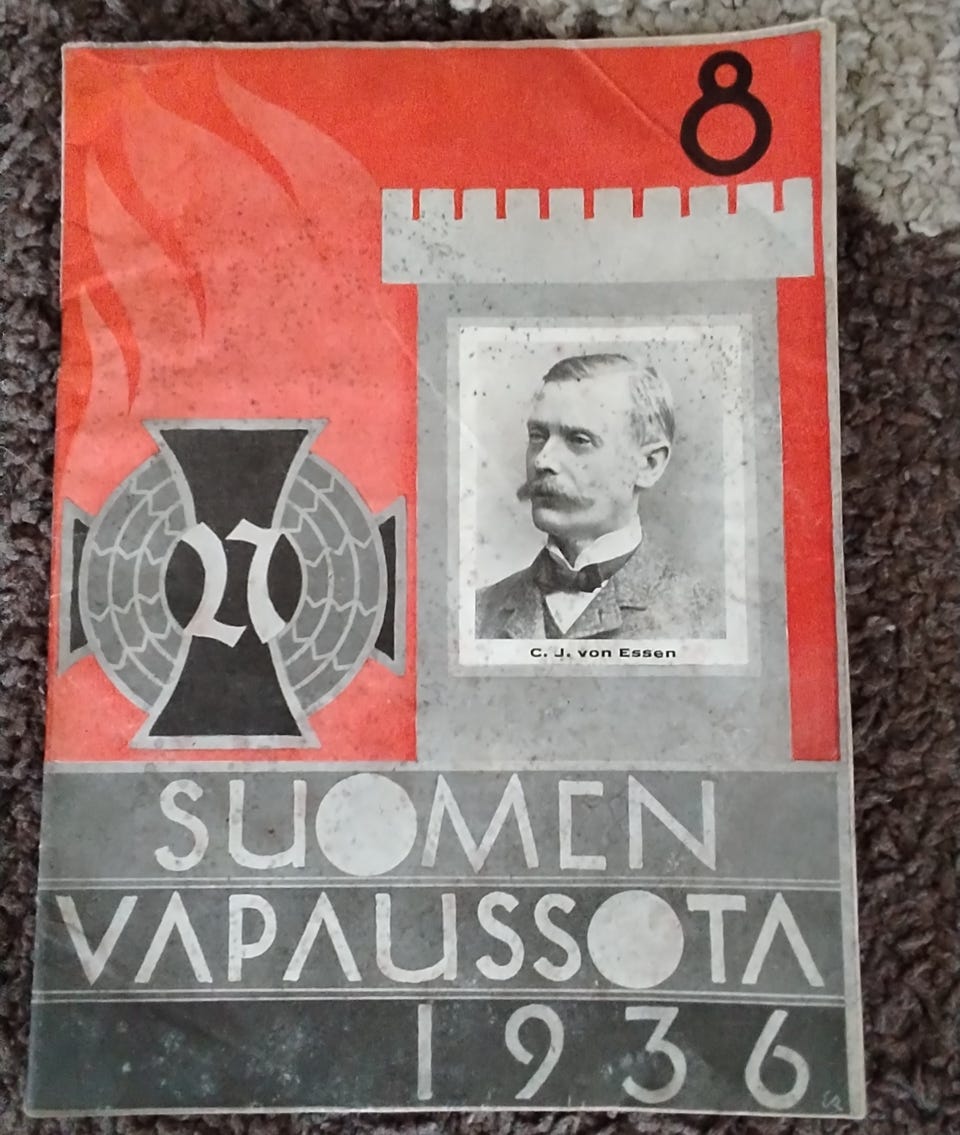 8
C. J. von Essen
SUOMEN
VAPAUSSOTA
1936